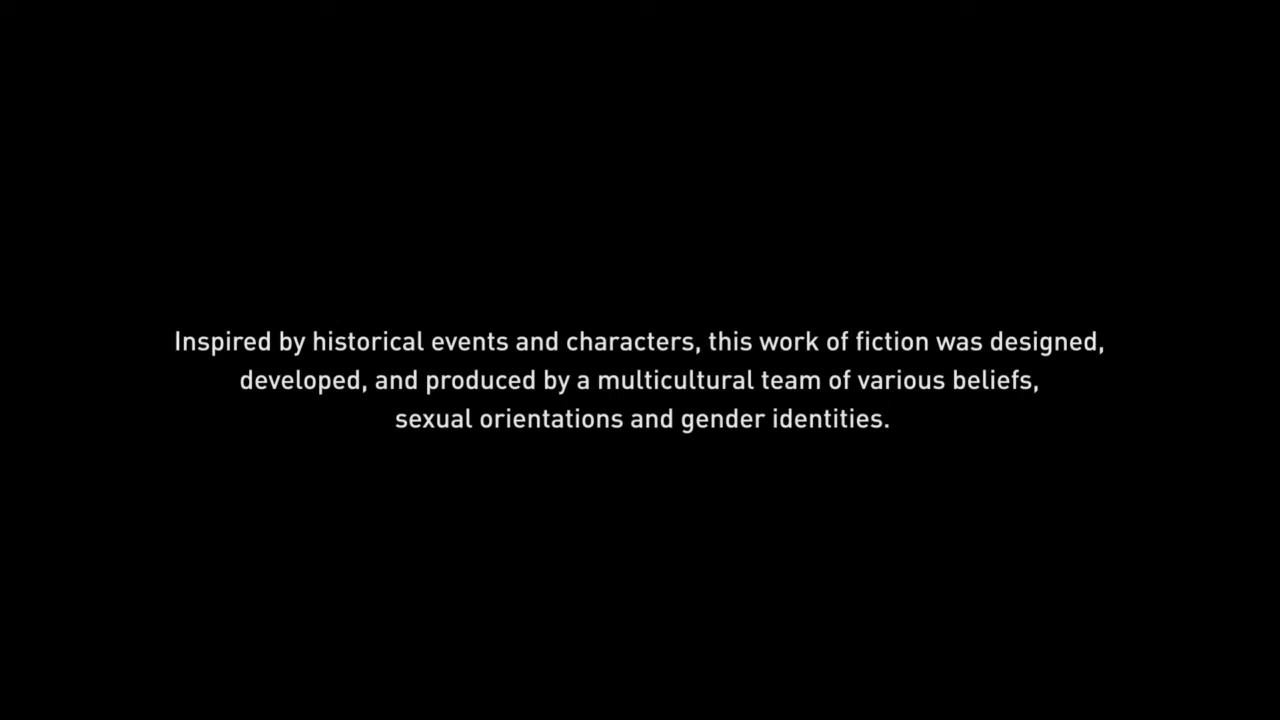 Inspired by historical events and characters, this work of fiction was designed,
developed, and produced by a multicultural team of various beliefs,
sexual orientations and gender identities.